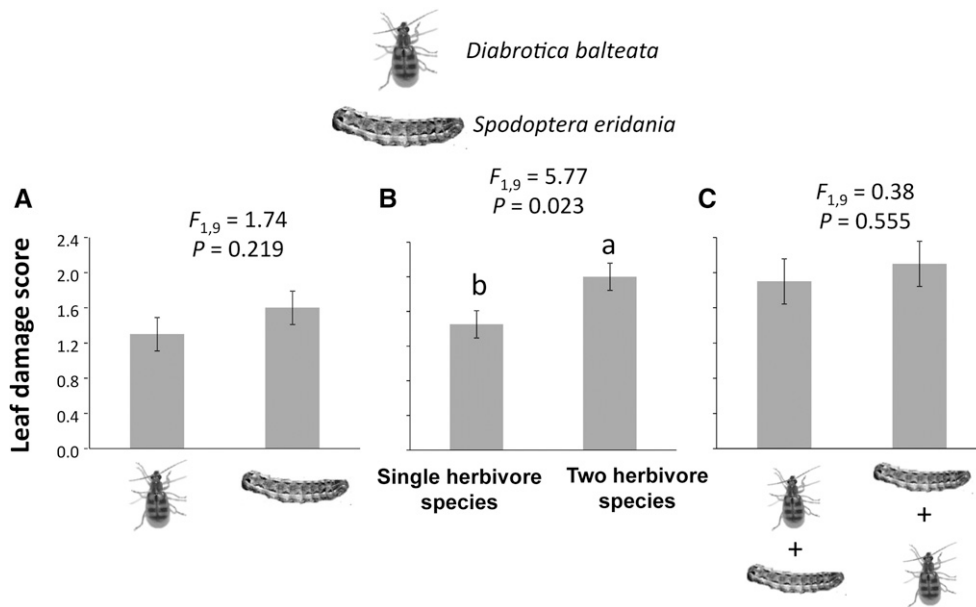 Diabrotica balteata
Spodoptera eridania
A
F1,9 = 1.74
P = 0.219
B
F1,9 = 5.77
P = 0.023
C
F1,9 = 0.38
P = 0.555
Leaf damage score
2.4
2.0
1.6
1.2
0.8
0.4
0.0
b
a
Single herbivore
species
Two herbivore
species
+
+